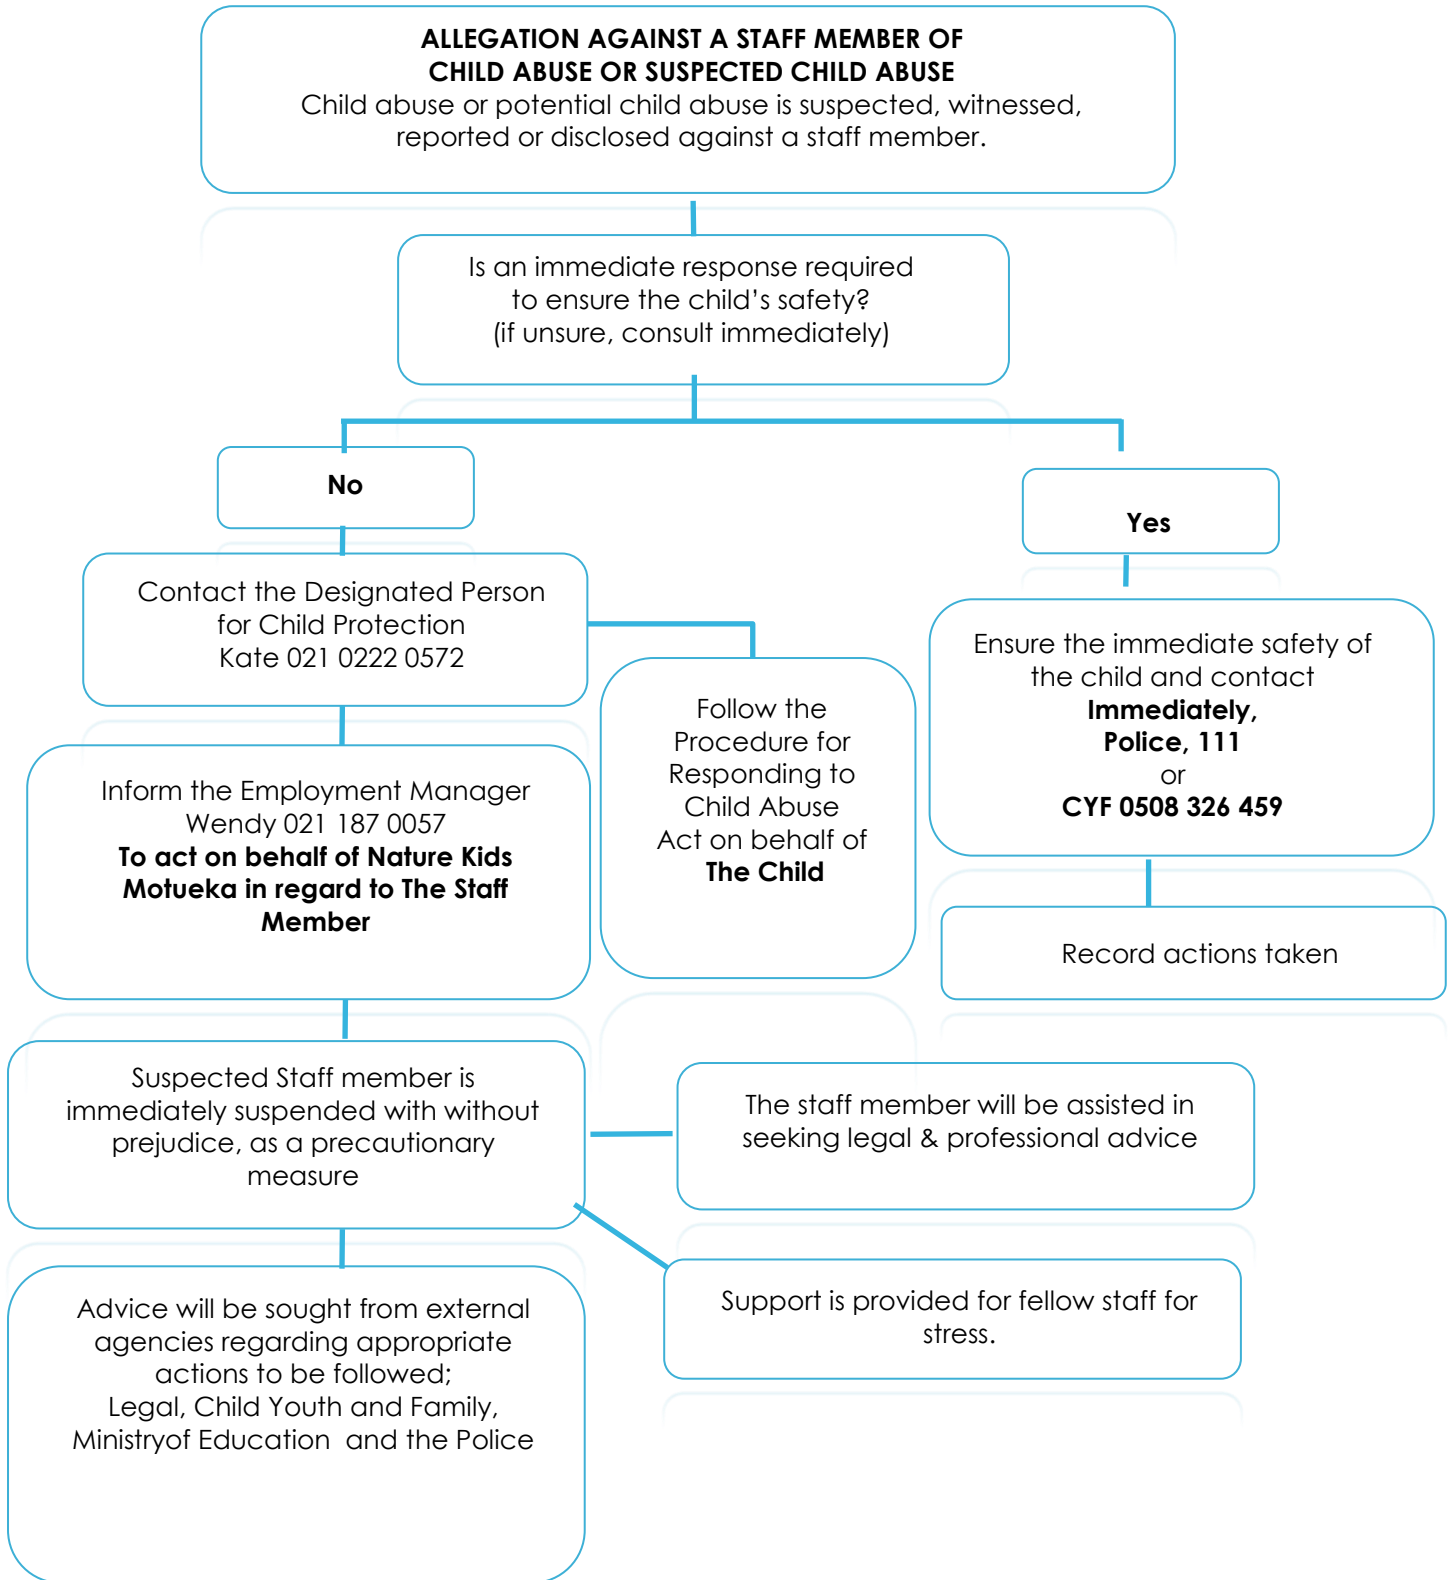 ALLEGATION AGAINST A STAFF MEMBER OF
CHILD ABUSE OR SUSPECTED CHILD ABUSE
Child abuse or potential child abuse is suspected, witnessed,
reported or disclosed against a staff member.
Is an immediate response required
to ensure the child’s safety?
(if unsure, consult immediately)
No
Yes
Contact the Designated Person
for Child Protection
Kate 021 0222 0572
Ensure the immediate safety of
the child and contact
Immediately,
Police, 111
or
CYF 0508 326 459
Follow the
Procedure for
Responding to
Child Abuse
Act on behalf of
The Child
Inform the Employment Manager
Wendy 021 187 0057
To act on behalf of Nature Kids
Motueka in regard to The Staff
Member
Record actions taken
Suspected Staff member is
immediately suspended with without
prejudice, as a precautionary
measure
The staff member will be assisted in
seeking legal & professional advice
Support is provided for fellow staff for
stress.
Advice will be sought from external
agencies regarding appropriate
actions to be followed;
Legal, Child Youth and Family,
Ministryof Education  and the Police